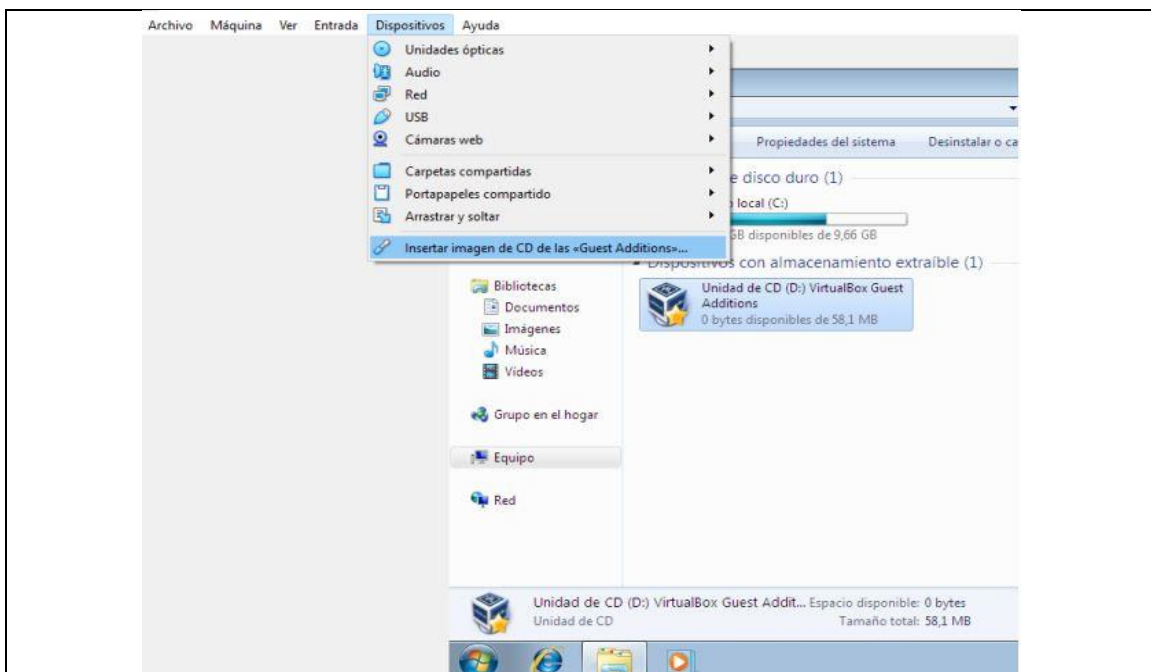 Archivo Máquina Ver Entrada Dispositivos Ayuda
Unidades ópticas
Audio
Red
USB
Cámaras web
Carpetas compartidas
Portapapeles compartido
Arrastrar y soltar
Insertar imagen de CD de las «Guest Additions»...
Propiedades del sistema Desinstalar o ca
e disco duro (1)
local (C:)
GB disponibles de 9,66 GB
Dispositivos con almacenamiento extraíble (1)
Unidad de CD (D:) VirtualBox Guest
Additions
0 bytes disponibles de 58,1 MB
Bibliotecas
Documentos
Imágenes
Música
Vídeos
Grupo en el hogar
Equipo
Red
Unidad de CD (D:) VirtualBox Guest Addit... Espacio disponible: 0 bytes
Unidad de CD Tamaño total: 58,1 MB